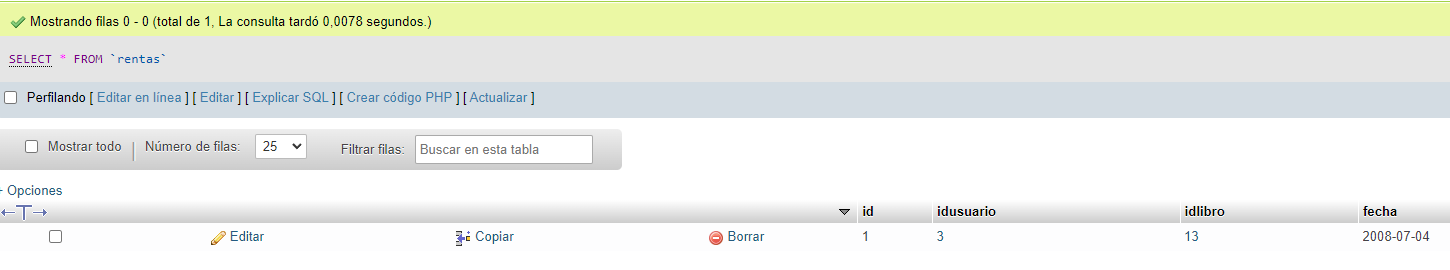 Mostrando filas 0 - 0 (total de 1, La consulta tardó 0,0078 segundos.)
SELECT * FROM `rentas`
Perfilando [ Editar en línea ] [ Editar ] [ Explicar SQL ] [ Crear código PHP ] [ Actualizar ]
Mostrar todo Número de filas: 25 Filtrar filas: Buscar en esta tabla
+ Opciones
←T→ id idusuario idlibro fecha
Editar Copiar Borrar 1 3 13 2008-07-04